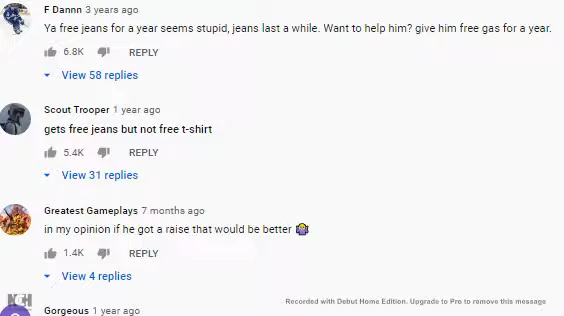 F Dannn 3 years ago
Ya free jeans for a year seems stupid, jeans last a while. Want to help him? give him free gas for a year.
6.8K REPLY
View 58 replies
Scout Trooper 1 year ago
gets free jeans but not free t-shirt
5.4K REPLY
View 31 replies
Greatest Gameplays 7 months ago
in my opinion if he got a raise that would be better 🤷
1.4K REPLY
View 4 replies
NCH
Recorded with Debut Home Edition. Upgrade to Pro to remove this message
Gorgeous 1 year ago